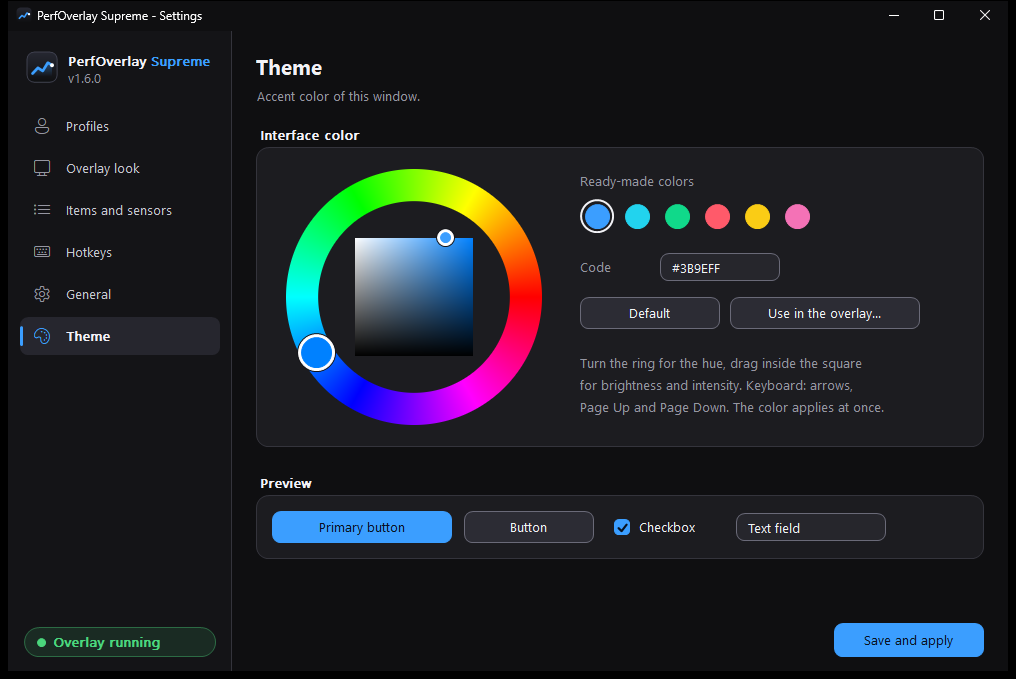 PerfOverlay Supreme - Settings
PerfOverlay Supreme
v1.6.0
Profiles
Overlay look
Items and sensors
Hotkeys
General
Theme
Overlay running
Theme
Accent color of this window.
Interface color
Ready-made colors
Code
#3B9EFF
Default
Use in the overlay...
Turn the ring for the hue, drag inside the square
for brightness and intensity. Keyboard: arrows,
Page Up and Page Down. The color applies at once.
Preview
Primary button
Button
Checkbox
Text field
Save and apply